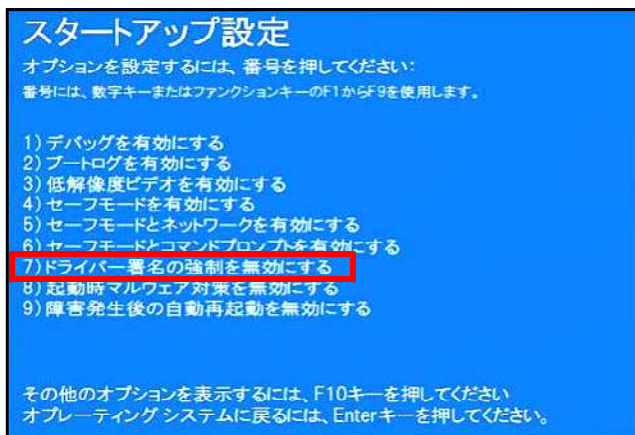 スタートアップ設定
オプションを設定するには、番号を押してください:
番号には、数字キーまたはファンクションキーのF1からF9を使用します。
1) デバッグを有効にする
2) ブートログを有効にする
3) 低解像度ビデオを有効にする
4) セーフモードを有効にする
5) セーフモードとネットワークを有効にする
6) セーフモードとコマンドプロンプトを有効にする
7)ドライバー署名の強制を無効にする
8) 起動時マルウェア対策を無効にする
9) 障害発生後の自動再起動を無効にする
その他のオプションを表示するには、F10キーを押してください
オペレーティング システムに戻るには、Enterキーを押してください。